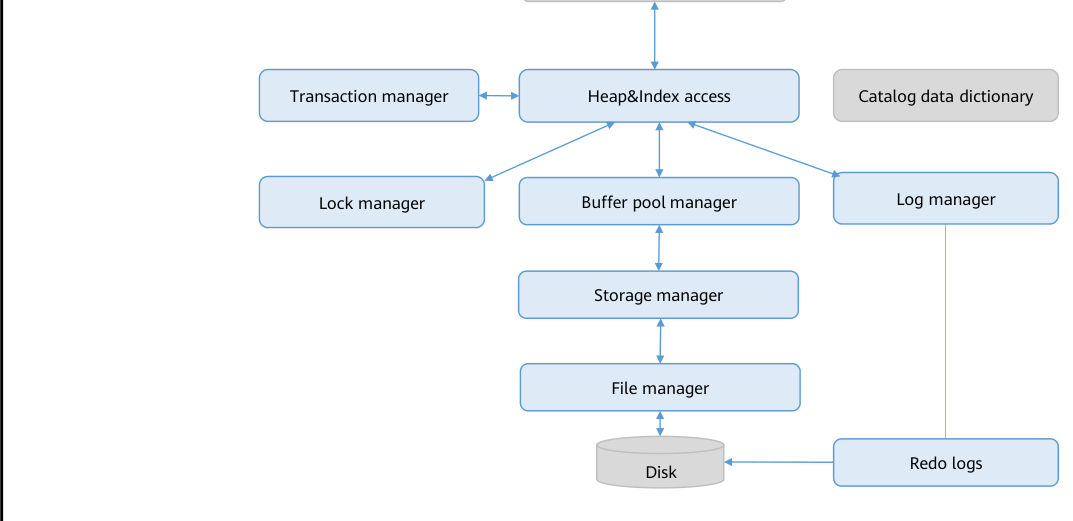 Transaction manager
Heap&Index access
Catalog data dictionary
Lock manager
Buffer pool manager
Log manager
Storage manager
File manager
Disk
Redo logs